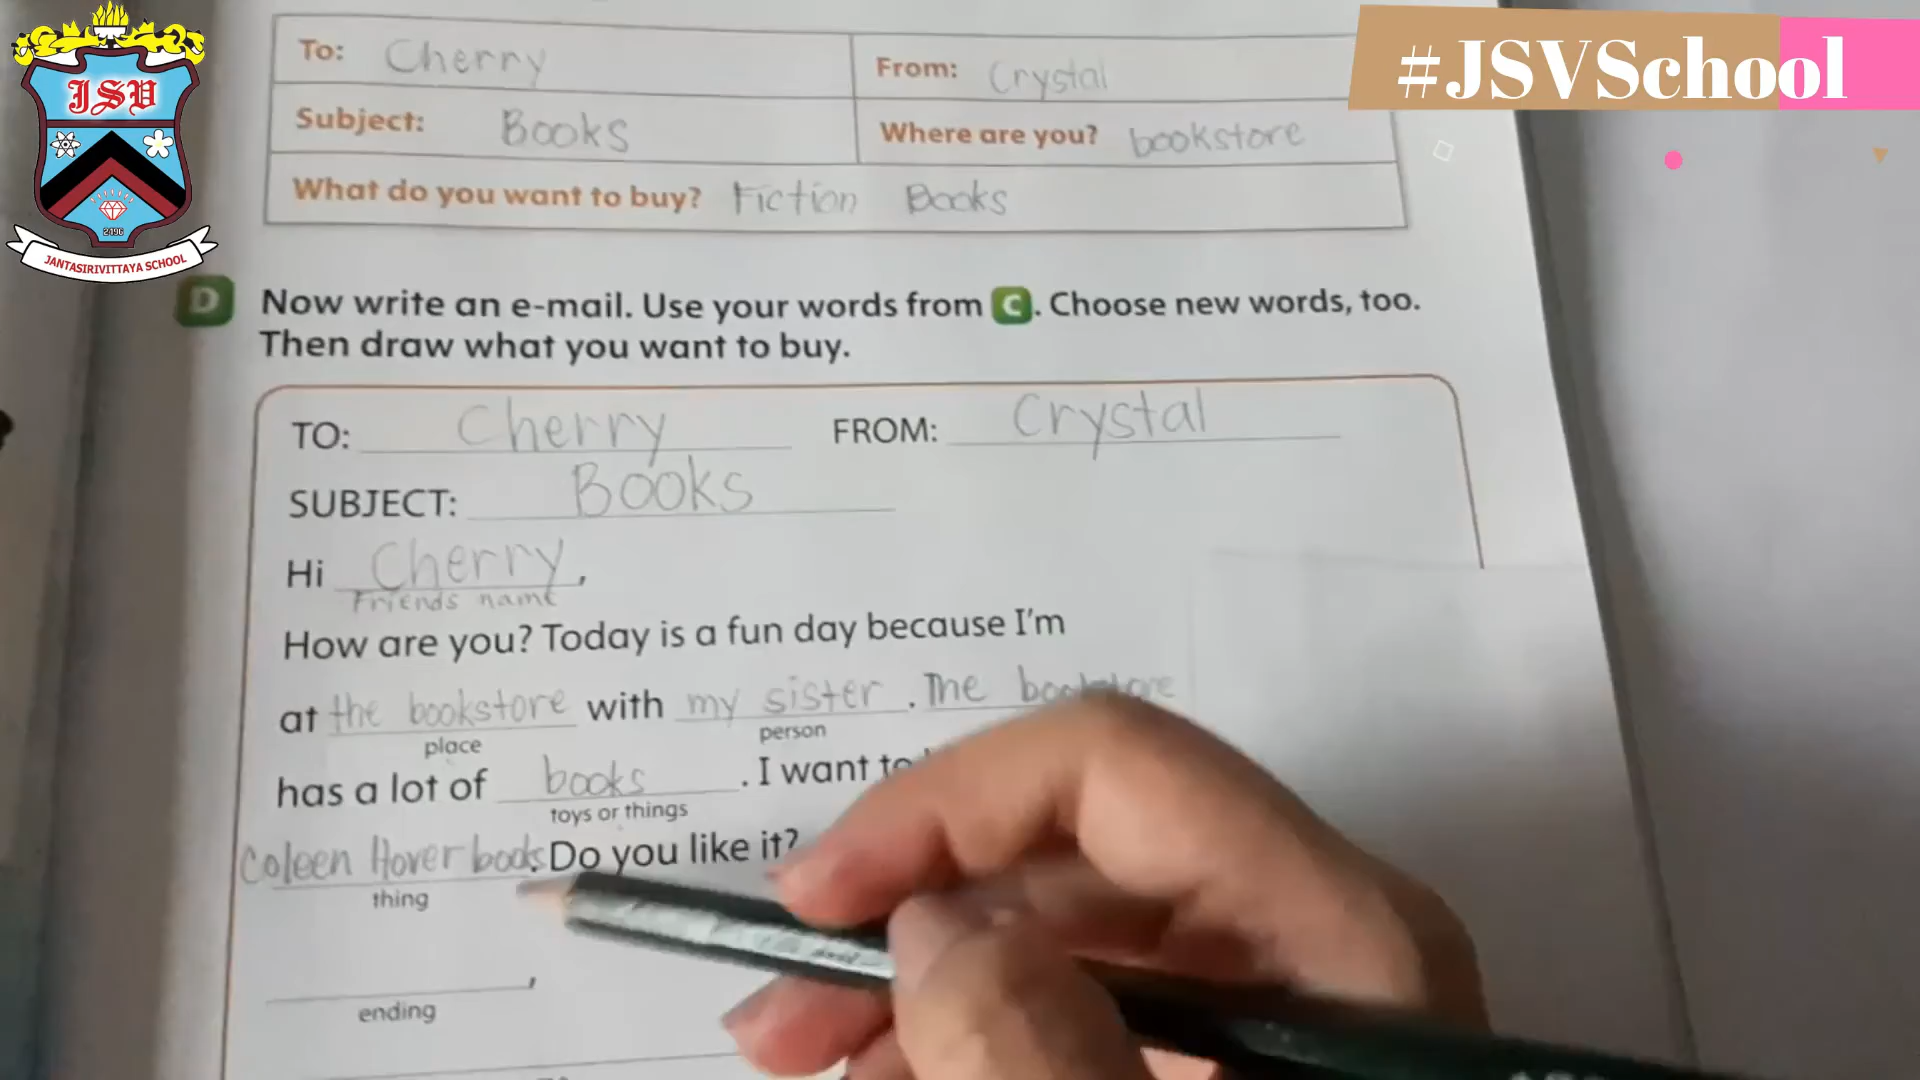 JSV
2496
JANTASIRIVITTAYA SCHOOL
#JSVSchool
To: Cherry From: Crystal
Subject: Books Where are you? bookstore
What do you want to buy? Fiction Books
D Now write an e-mail. Use your words from C. Choose new words, too.
Then draw what you want to buy.
TO: Cherry FROM: Crystal
SUBJECT: Books
Hi Cherry,
Friends name
How are you? Today is a fun day because I'm
at the bookstore with my sister. The bookstore
place person
has a lot of books. I want to
toys or things
Coleen Hover books. Do you like it?
thing
,
ending